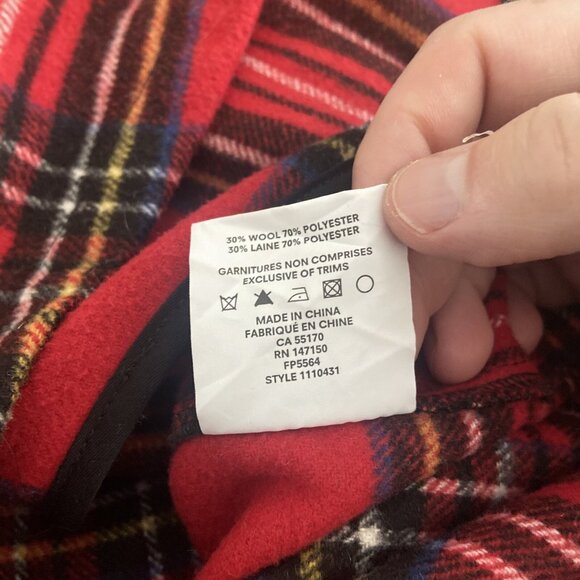 30% WOOL 70% POLYESTER
30% LAINE 70% POLYESTER
GARNITURES NON COMPRISES
EXCLUSIVE OF TRIMS
MADE IN CHINA
FABRIQUÉ EN CHINE
CA 55170
RN 147150
FP5564
STYLE 1110431